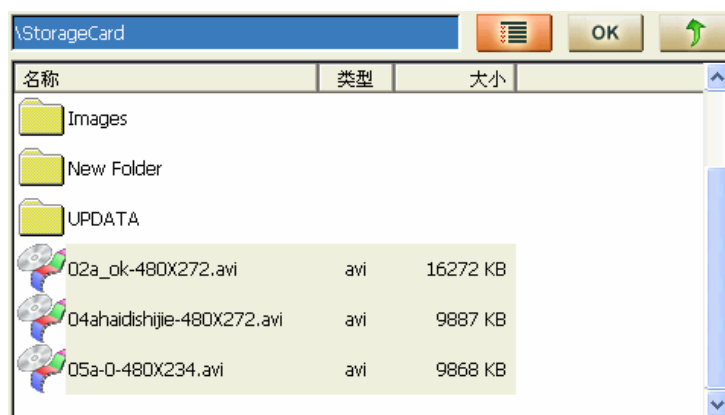 \StorageCard OK
名称 类型 大小
Images
New Folder
UPDATA
02a_ok-480X272.avi avi 16272 KB
04ahaidishijie-480X272.avi avi 9887 KB
05a-0-480X234.avi avi 9868 KB